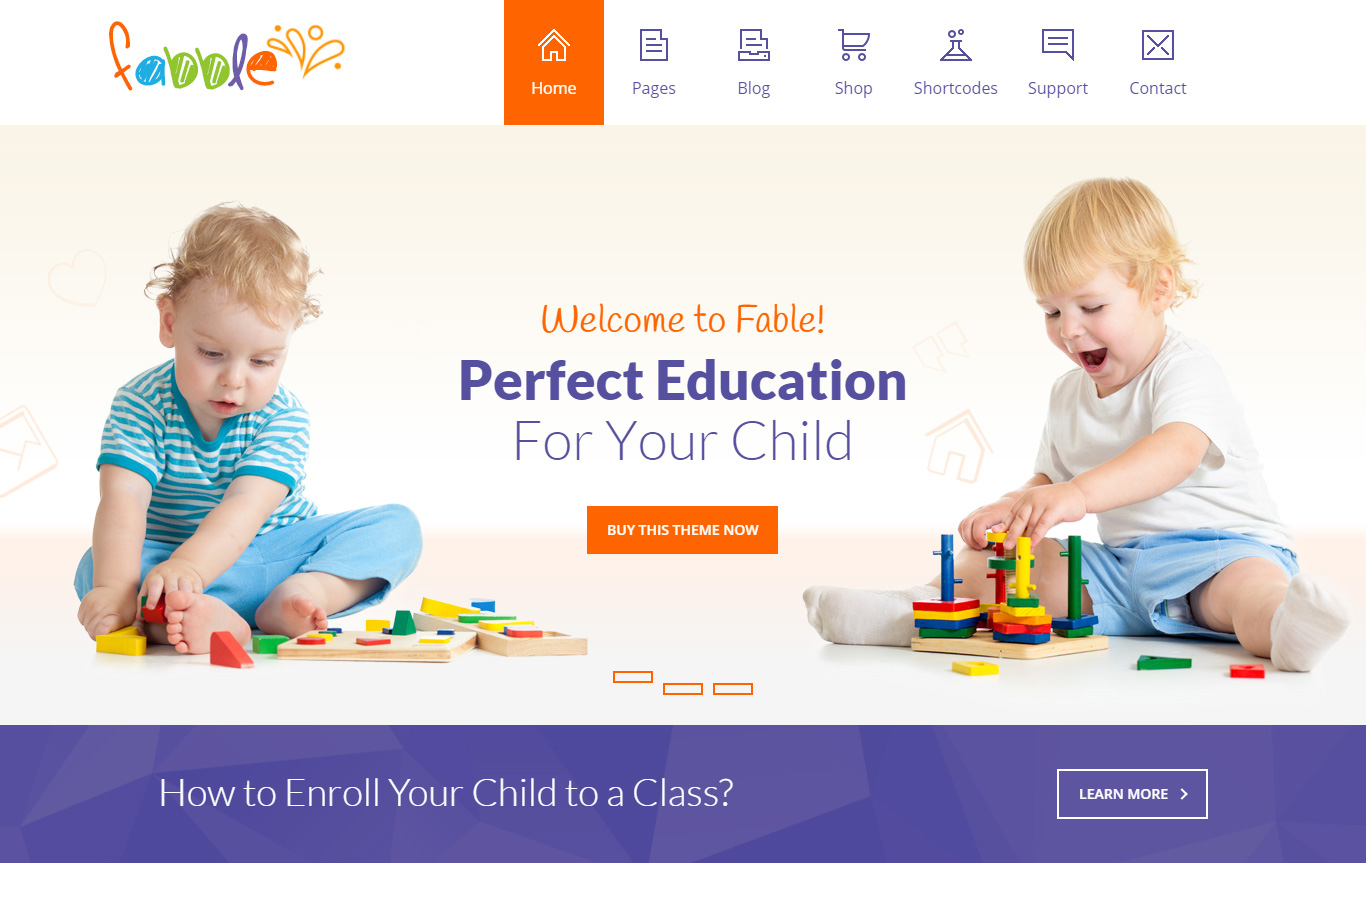 fabble
Home
Pages
Blog
Shop
Shortcodes
Support
Contact
Welcome to Fable!
Perfect Education
For Your Child
BUY THIS THEME NOW
How to Enroll Your Child to a Class?
LEARN MORE